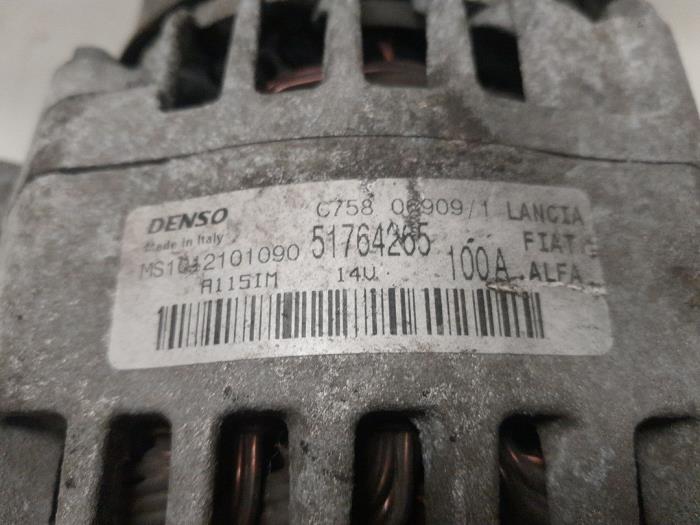 DENSO C758 06909/1 LANCIA
Made in Italy 51764265 FIAT
MS1012101090 100A ALFA
A115IM 14V